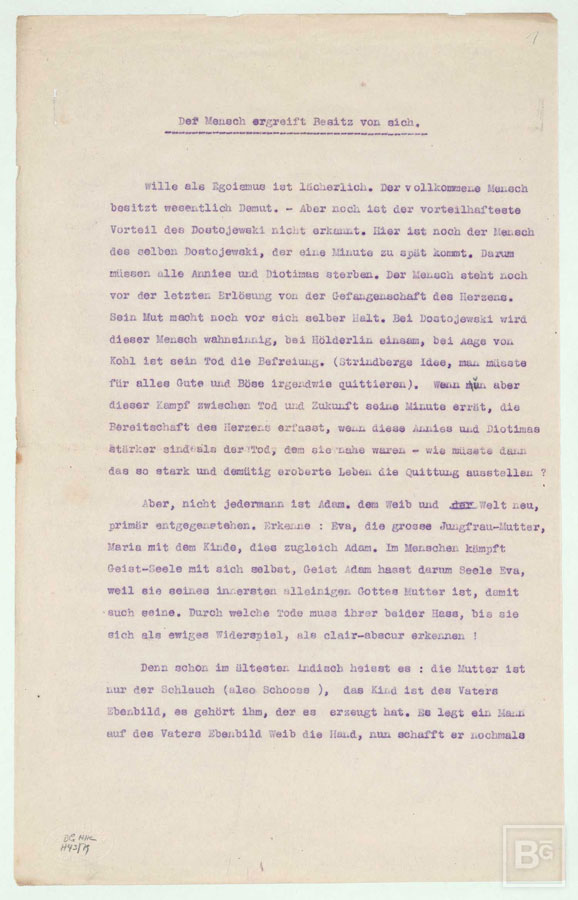 1
Der Mensch ergreift Besitz von sich.
Wille als Egoismus ist lächerlich. Der vollkommene Mensch
besitzt wesentlich Demut. - Aber noch ist der vorteilhafteste
Vorteil des Dostojewski nicht erkannt. Hier ist noch der Mensch
des selben Dostojewski, der eine Minute zu spät kommt. Darum
müssen alle Annies und Diotimas sterben. Der Mensch steht noch
vor der letzten Erlösung von der Gefangenschaft des Herzens.
Sein Mut macht noch vor sich selber Halt. Bei Dostojewski wird
dieser Mensch wahnsinnig, bei Hölderlin einsam, bei Aage von
Kohl ist sein Tod die Befreiung. (Strindbergs Idee, man müsste
für alles Gute und Böse irgendwie quittieren). Wenn nun aber
dieser Kampf zwischen Tod und Zukunft seine Minute errät, die
Bereitschaft des Herzens erfasst, wenn diese Annies und Diotimas
stärker sind als der Tod, dem sie nahe waren - wie müsste dann
das so stark und demütig eroberte Leben die Quittung ausstellen ?
Aber, nicht jedermann ist Adam. dem Weib und der Welt neu,
primär entgegenstehen. Erkenne : Eva, die grosse Jungfrau-Mutter,
Maria mit dem Kinde, dies zugleich Adam. Im Menschen kämpft
Geist-Seele mit sich selbst, Geist Adam hasst darum Seele Eva,
weil sie seines innersten alleinigen Gottes Mutter ist, damit
auch seine. Durch welche Tode muss ihrer beider Hass, bis sie
sich als ewiges Widerspiel, als clair-abscur erkennen !
Denn schon im ältesten Indisch heisst es : die Mutter ist
nur der Schlauch (also Schooss ), das Kind ist des Vaters
Ebenbild, es gehört ihm, der es erzeugt hat. Es legt ein Mann
auf des Vaters Ebenbild Weib die Hand, nun schafft er nochmals
BG